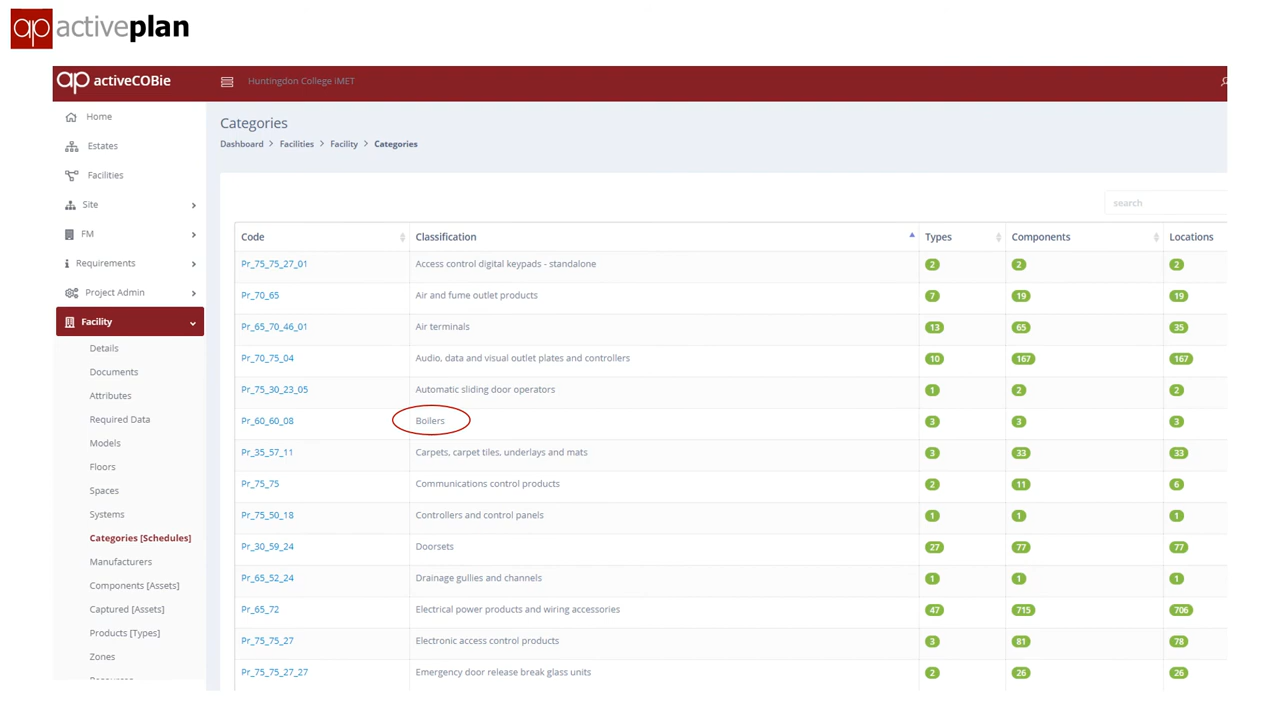 ap activeplan
ap activeCOBie
Huntingdon College iMET
Home
Estates
Facilities
Site
FM
Requirements
Project Admin
Facility
Details
Documents
Attributes
Required Data
Models
Floors
Spaces
Systems
Categories [Schedules]
Manufacturers
Components [Assets]
Captured [Assets]
Products [Types]
Zones
Categories
Dashboard > Facilities > Facility > Categories
search
Code Classification Types Components Locations
Pr_75_75_27_01 Access control digital keypads - standalone 2 2 2
Pr_70_65 Air and fume outlet products 7 19 19
Pr_65_70_46_01 Air terminals 13 65 35
Pr_70_75_04 Audio, data and visual outlet plates and controllers 10 167 167
Pr_75_30_23_05 Automatic sliding door operators 1 2 2
Pr_60_60_08 Boilers 3 3 3
Pr_35_57_11 Carpets, carpet tiles, underlays and mats 3 33 33
Pr_75_75 Communications control products 2 11 6
Pr_75_50_18 Controllers and control panels 1 1 1
Pr_30_59_24 Doorsets 27 77 77
Pr_65_52_24 Drainage gullies and channels 1 1 1
Pr_65_72 Electrical power products and wiring accessories 47 715 706
Pr_75_75_27 Electronic access control products 3 81 78
Pr_75_75_27_27 Emergency door release break glass units 2 26 26